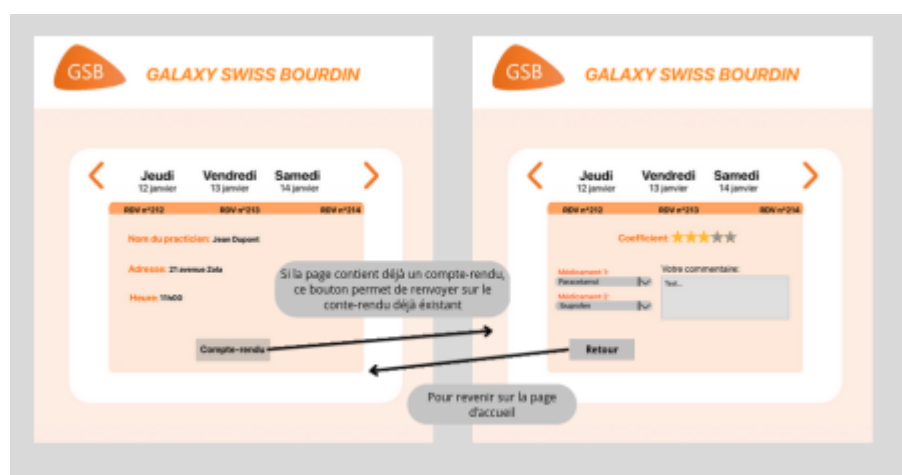 GSB
GALAXY SWISS BOURDIN
Jeudi Vendredi Samedi
12 janvier 13 janvier 14 janvier
RDV n°212 RDV n°213 RDV n°214
Nom du practicien: Jean Dupont
Adresse: 21 avenue Zola
Heure: 11h00
Compte-rendu
Si la page contient déjà un compte-rendu,
ce bouton permet de renvoyer sur le
conte-rendu déjà éxistant
GSB
GALAXY SWISS BOURDIN
Jeudi Vendredi Samedi
12 janvier 13 janvier 14 janvier
RDV n°212 RDV n°213 RDV n°214
Coefficient:
Médicament 1:
Paracetamol
Médicament 2:
Ibuprofen
Votre commentaire:
Test...
Retour
Pour revenir sur la page
d'accueil